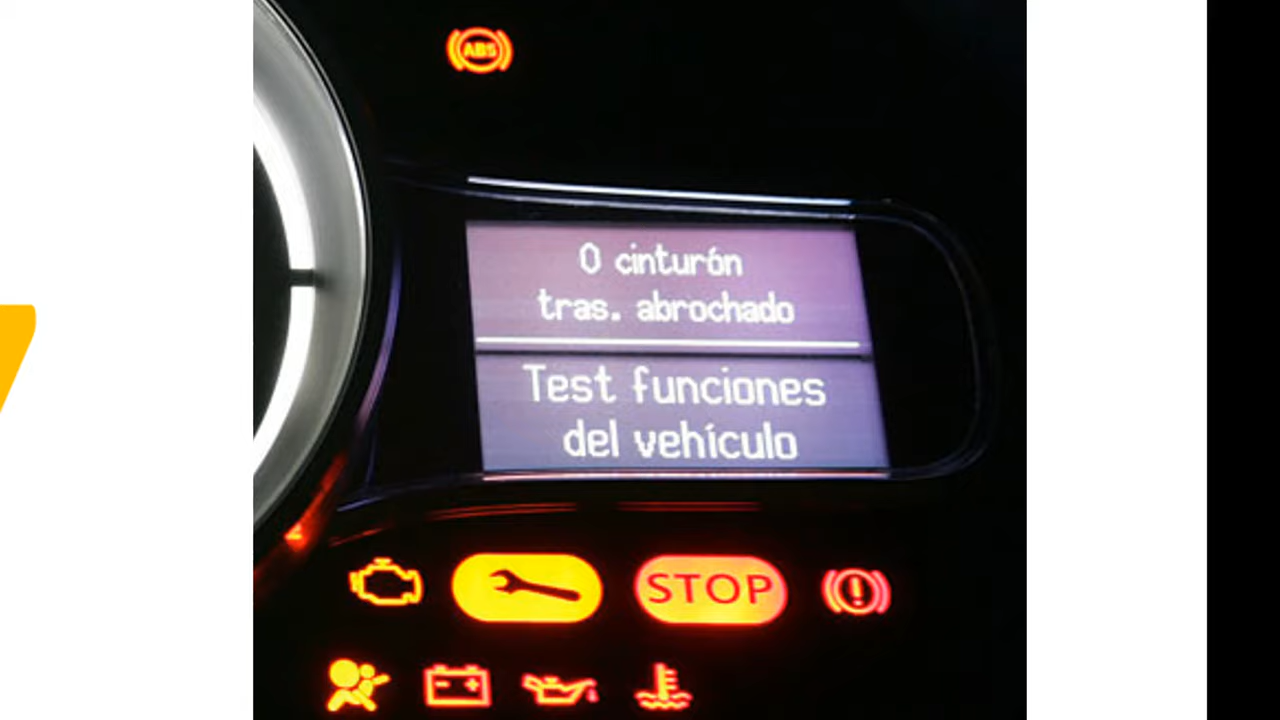 ABS
0 cinturón
tras. abrochado
Test funciones
del vehículo
STOP